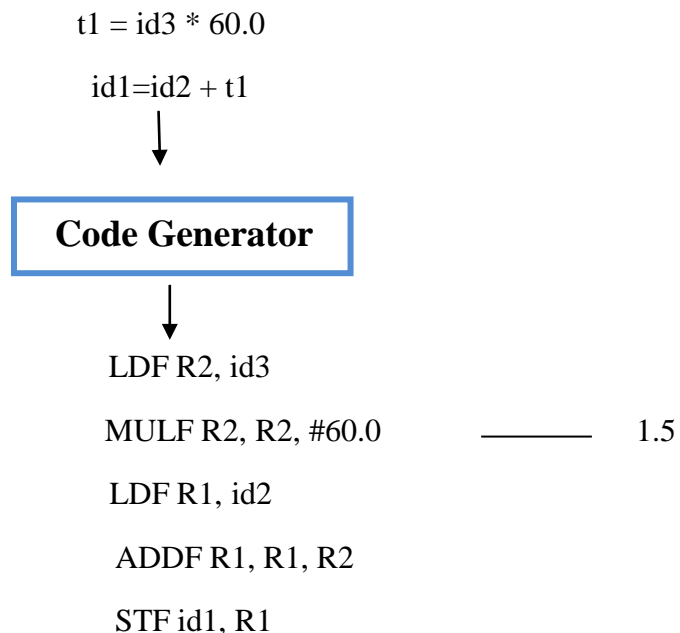 t1 = id3 * 60.0
id1=id2 + t1
Code Generator
LDF R2, id3
MULF R2, R2, #60.0 1.5
LDF R1, id2
ADDF R1, R1, R2
STF id1, R1